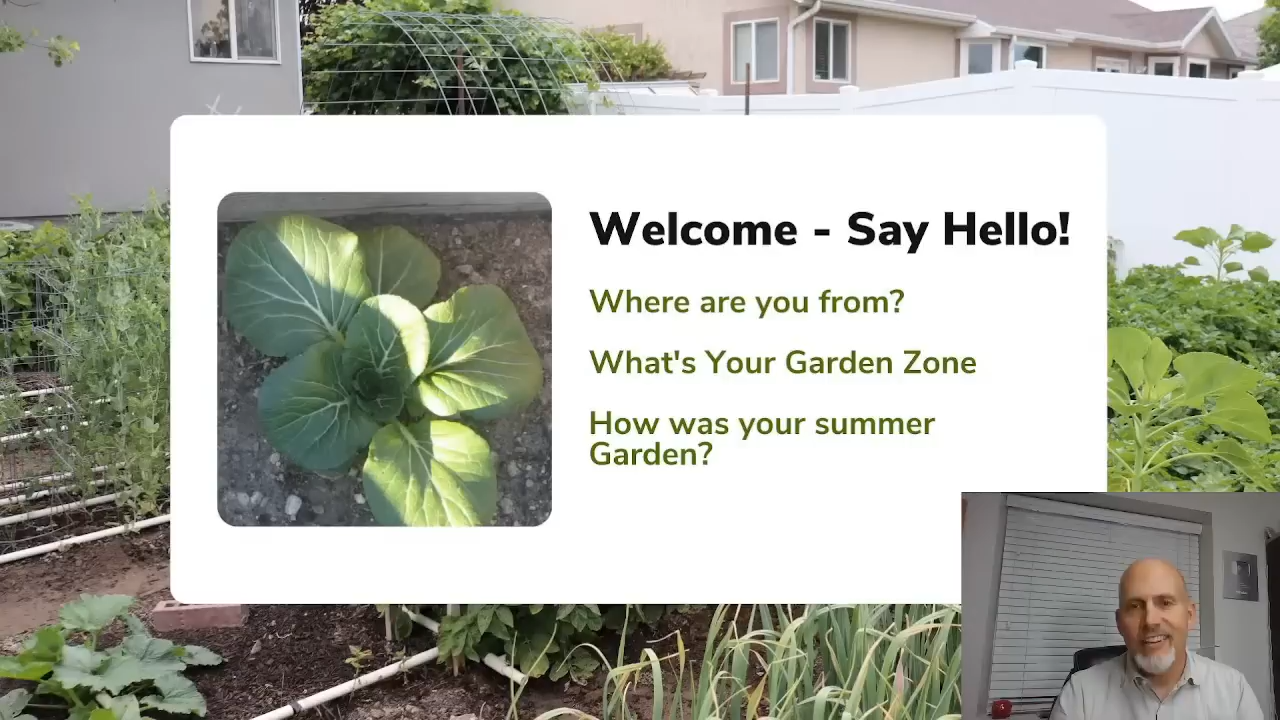 Welcome - Say Hello!
Where are you from?
What's Your Garden Zone
How was your summer
Garden?